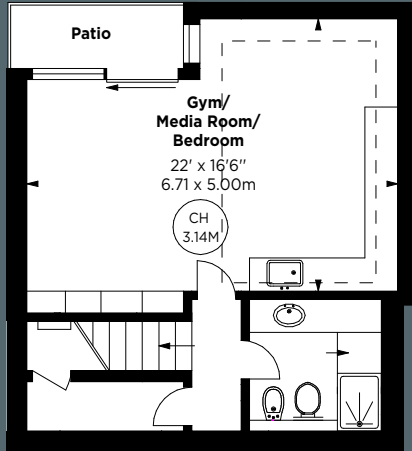 Patio
Gym/
Media Room/
Bedroom
22' x 16'6"
6.71 x 5.00m
CH
3.14M